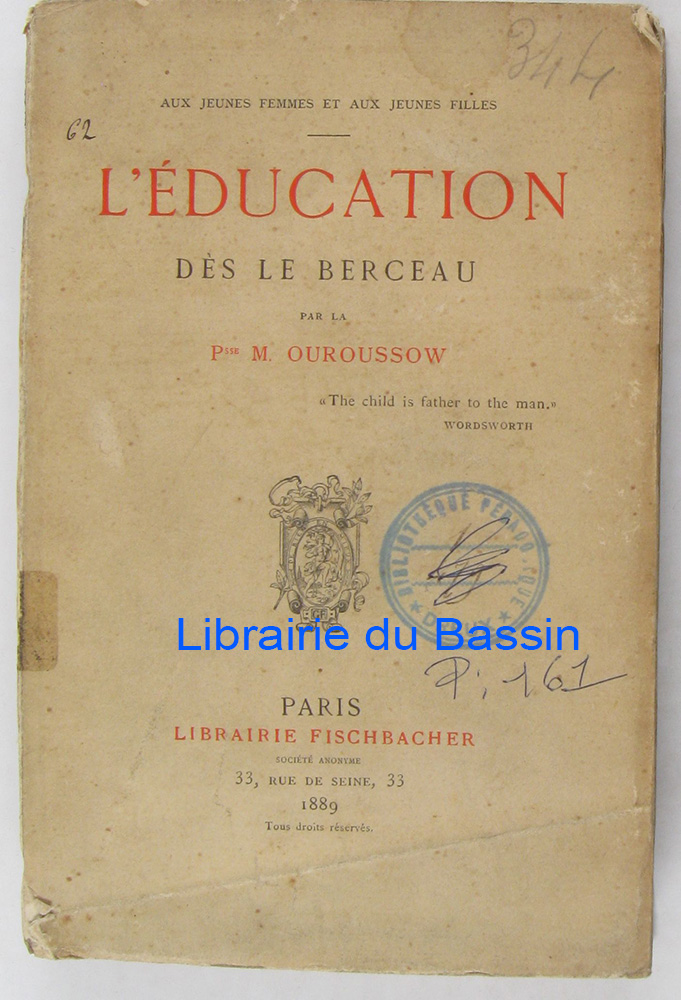 344
AUX JEUNES FEMMES ET AUX JEUNES FILLES
62
L'ÉDUCATION
DÈS LE BERCEAU
PAR LA
Psse M. OUROUSSOW
«The child is father to the man.»
WORDSWORTH
BIBLIOTHÈQUE
Librairie du Bassin
P. 161
PARIS
LIBRAIRIE FISCHBACHER
SOCIÉTÉ ANONYME
33, RUE DE SEINE, 33
1889
Tous droits réservés.